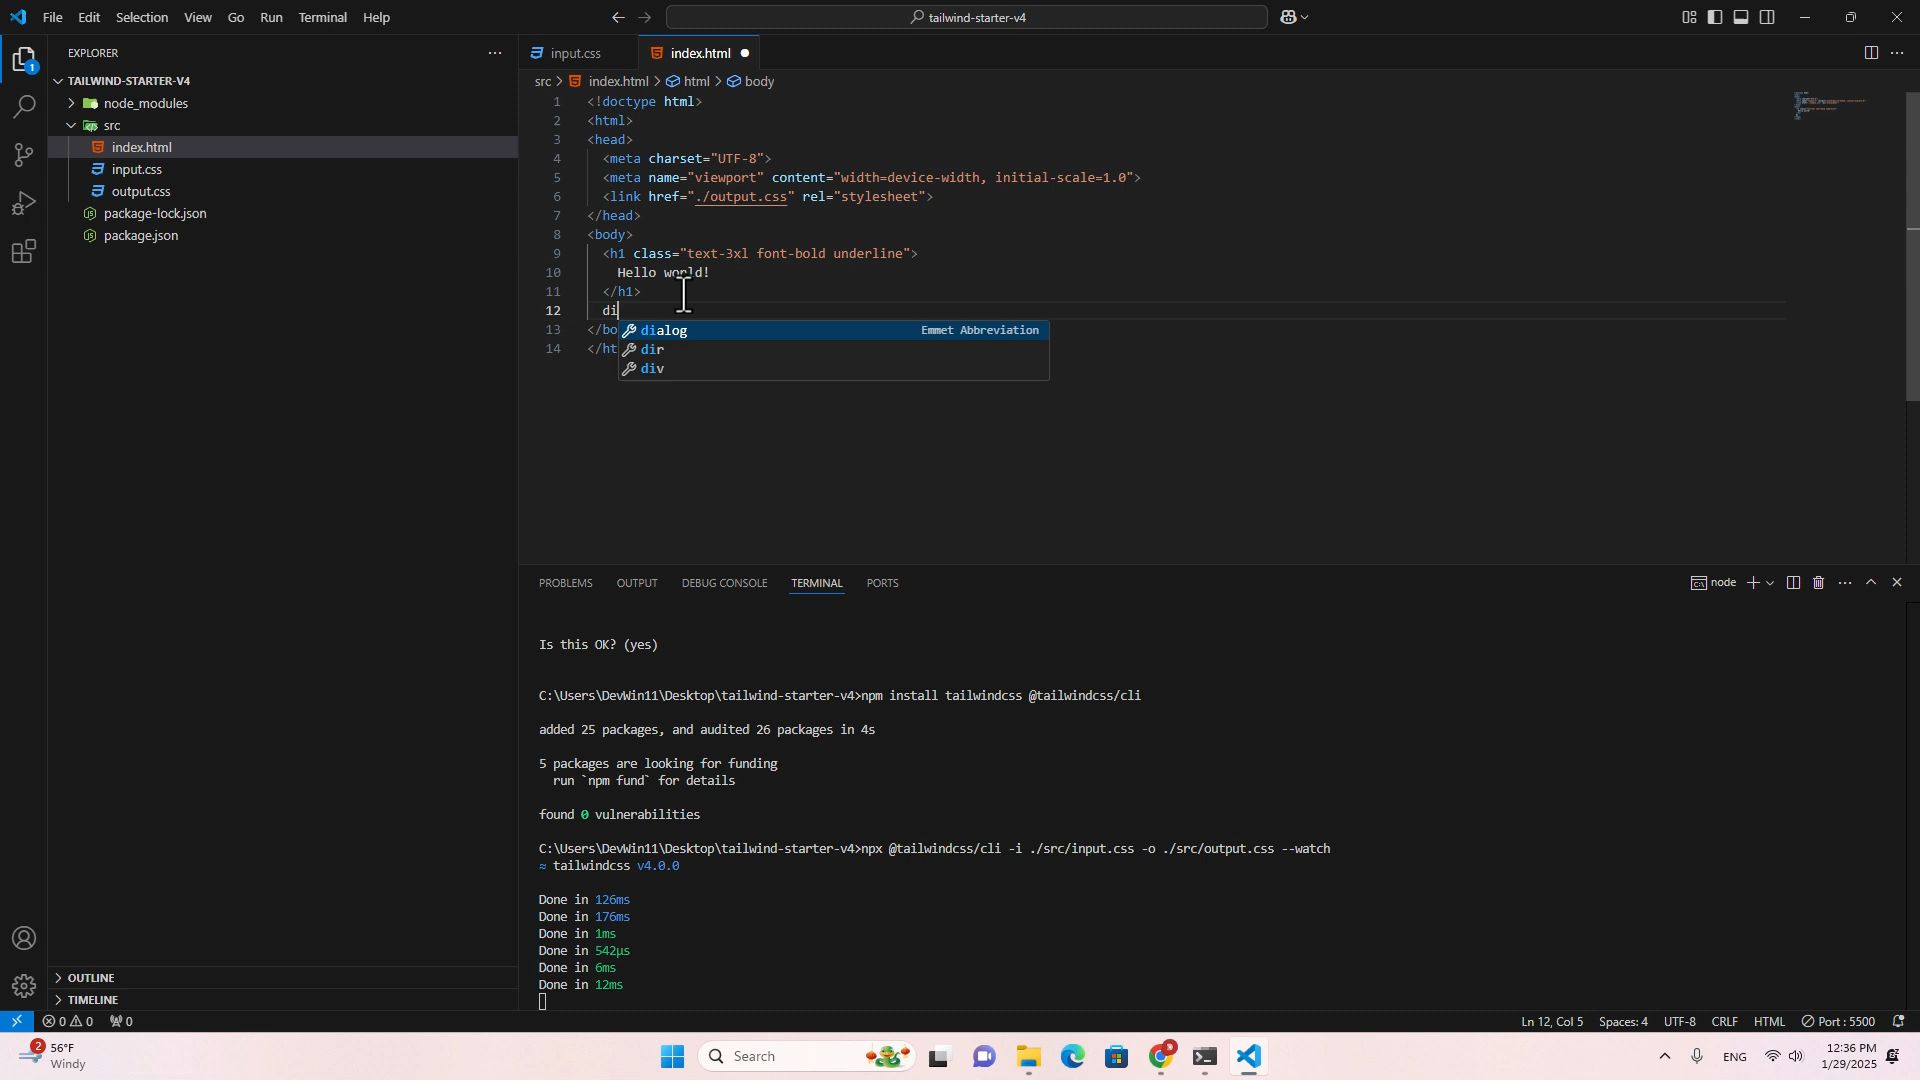 File Edit Selection View Go Run Terminal Help
tailwind-starter-v4
EXPLORER
TAILWIND-STARTER-V4
node_modules
src
index.html
input.css
output.css
package-lock.json
package.json
OUTLINE
TIMELINE
1
input.css
index.html
src > index.html > html > body
1 <!doctype html>
2 <html>
3 <head>
4 <meta charset="UTF-8">
5 <meta name="viewport" content="width=device-width, initial-scale=1.0">
6 <link href="./output.css" rel="stylesheet">
7 </head>
8 <body>
9 <h1 class="text-3xl font-bold underline">
10 Hello world!
11 </h1>
12 di
13 </bo
14 </ht
dialog Emmet Abbreviation
dir
div
PROBLEMS OUTPUT DEBUG CONSOLE TERMINAL PORTS
node
Is this OK? (yes)
C:\Users\DevWin11\Desktop\tailwind-starter-v4>npm install tailwindcss @tailwindcss/cli
added 25 packages, and audited 26 packages in 4s
5 packages are looking for funding
run `npm fund` for details
found 0 vulnerabilities
C:\Users\DevWin11\Desktop\tailwind-starter-v4>npx @tailwindcss/cli -i ./src/input.css -o ./src/output.css --watch
≈ tailwindcss v4.0.0
Done in 126ms
Done in 176ms
Done in 1ms
Done in 542µs
Done in 6ms
Done in 12ms
0 0 0
Ln 12, Col 5 Spaces: 4 UTF-8 CRLF HTML Port : 5500
2
56°F
Windy
Search
ENG
12:36 PM
1/29/2025